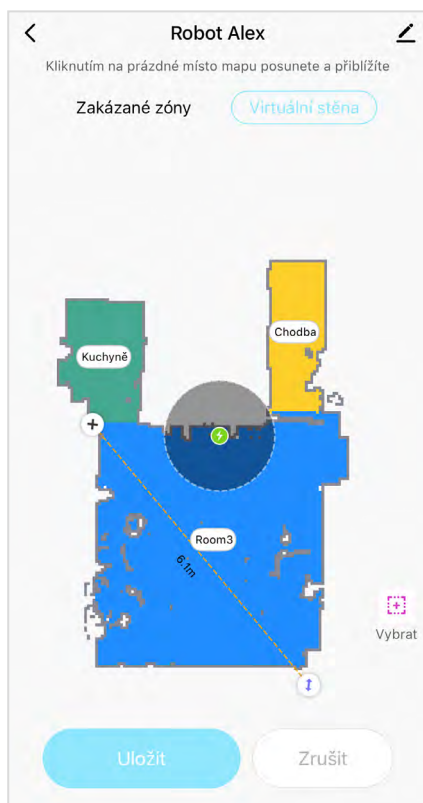 Robot Alex
Kliknutím na prázdné místo mapu posunete a přiblížíte
Zakázané zóny
Virtuální stěna
Chodba
Kuchyně
Room3
6.1m
Vybrat
Uložit
Zrušit